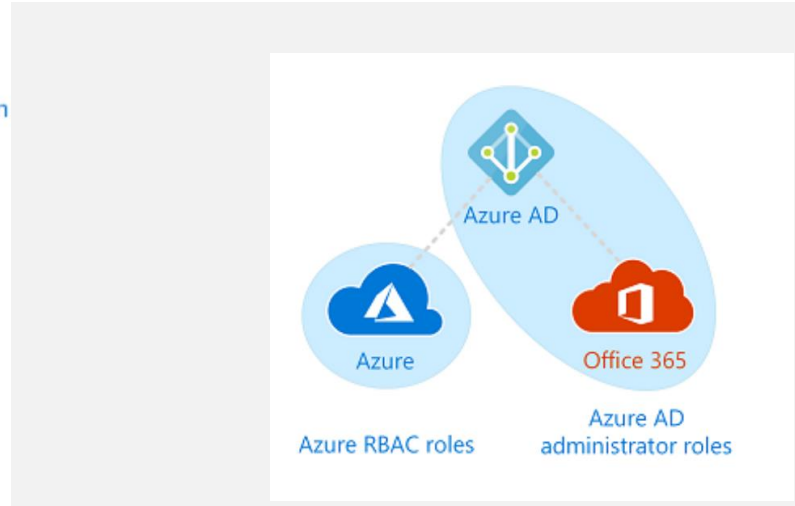 Azure AD
Azure
Office 365
Azure RBAC roles
Azure AD
administrator roles